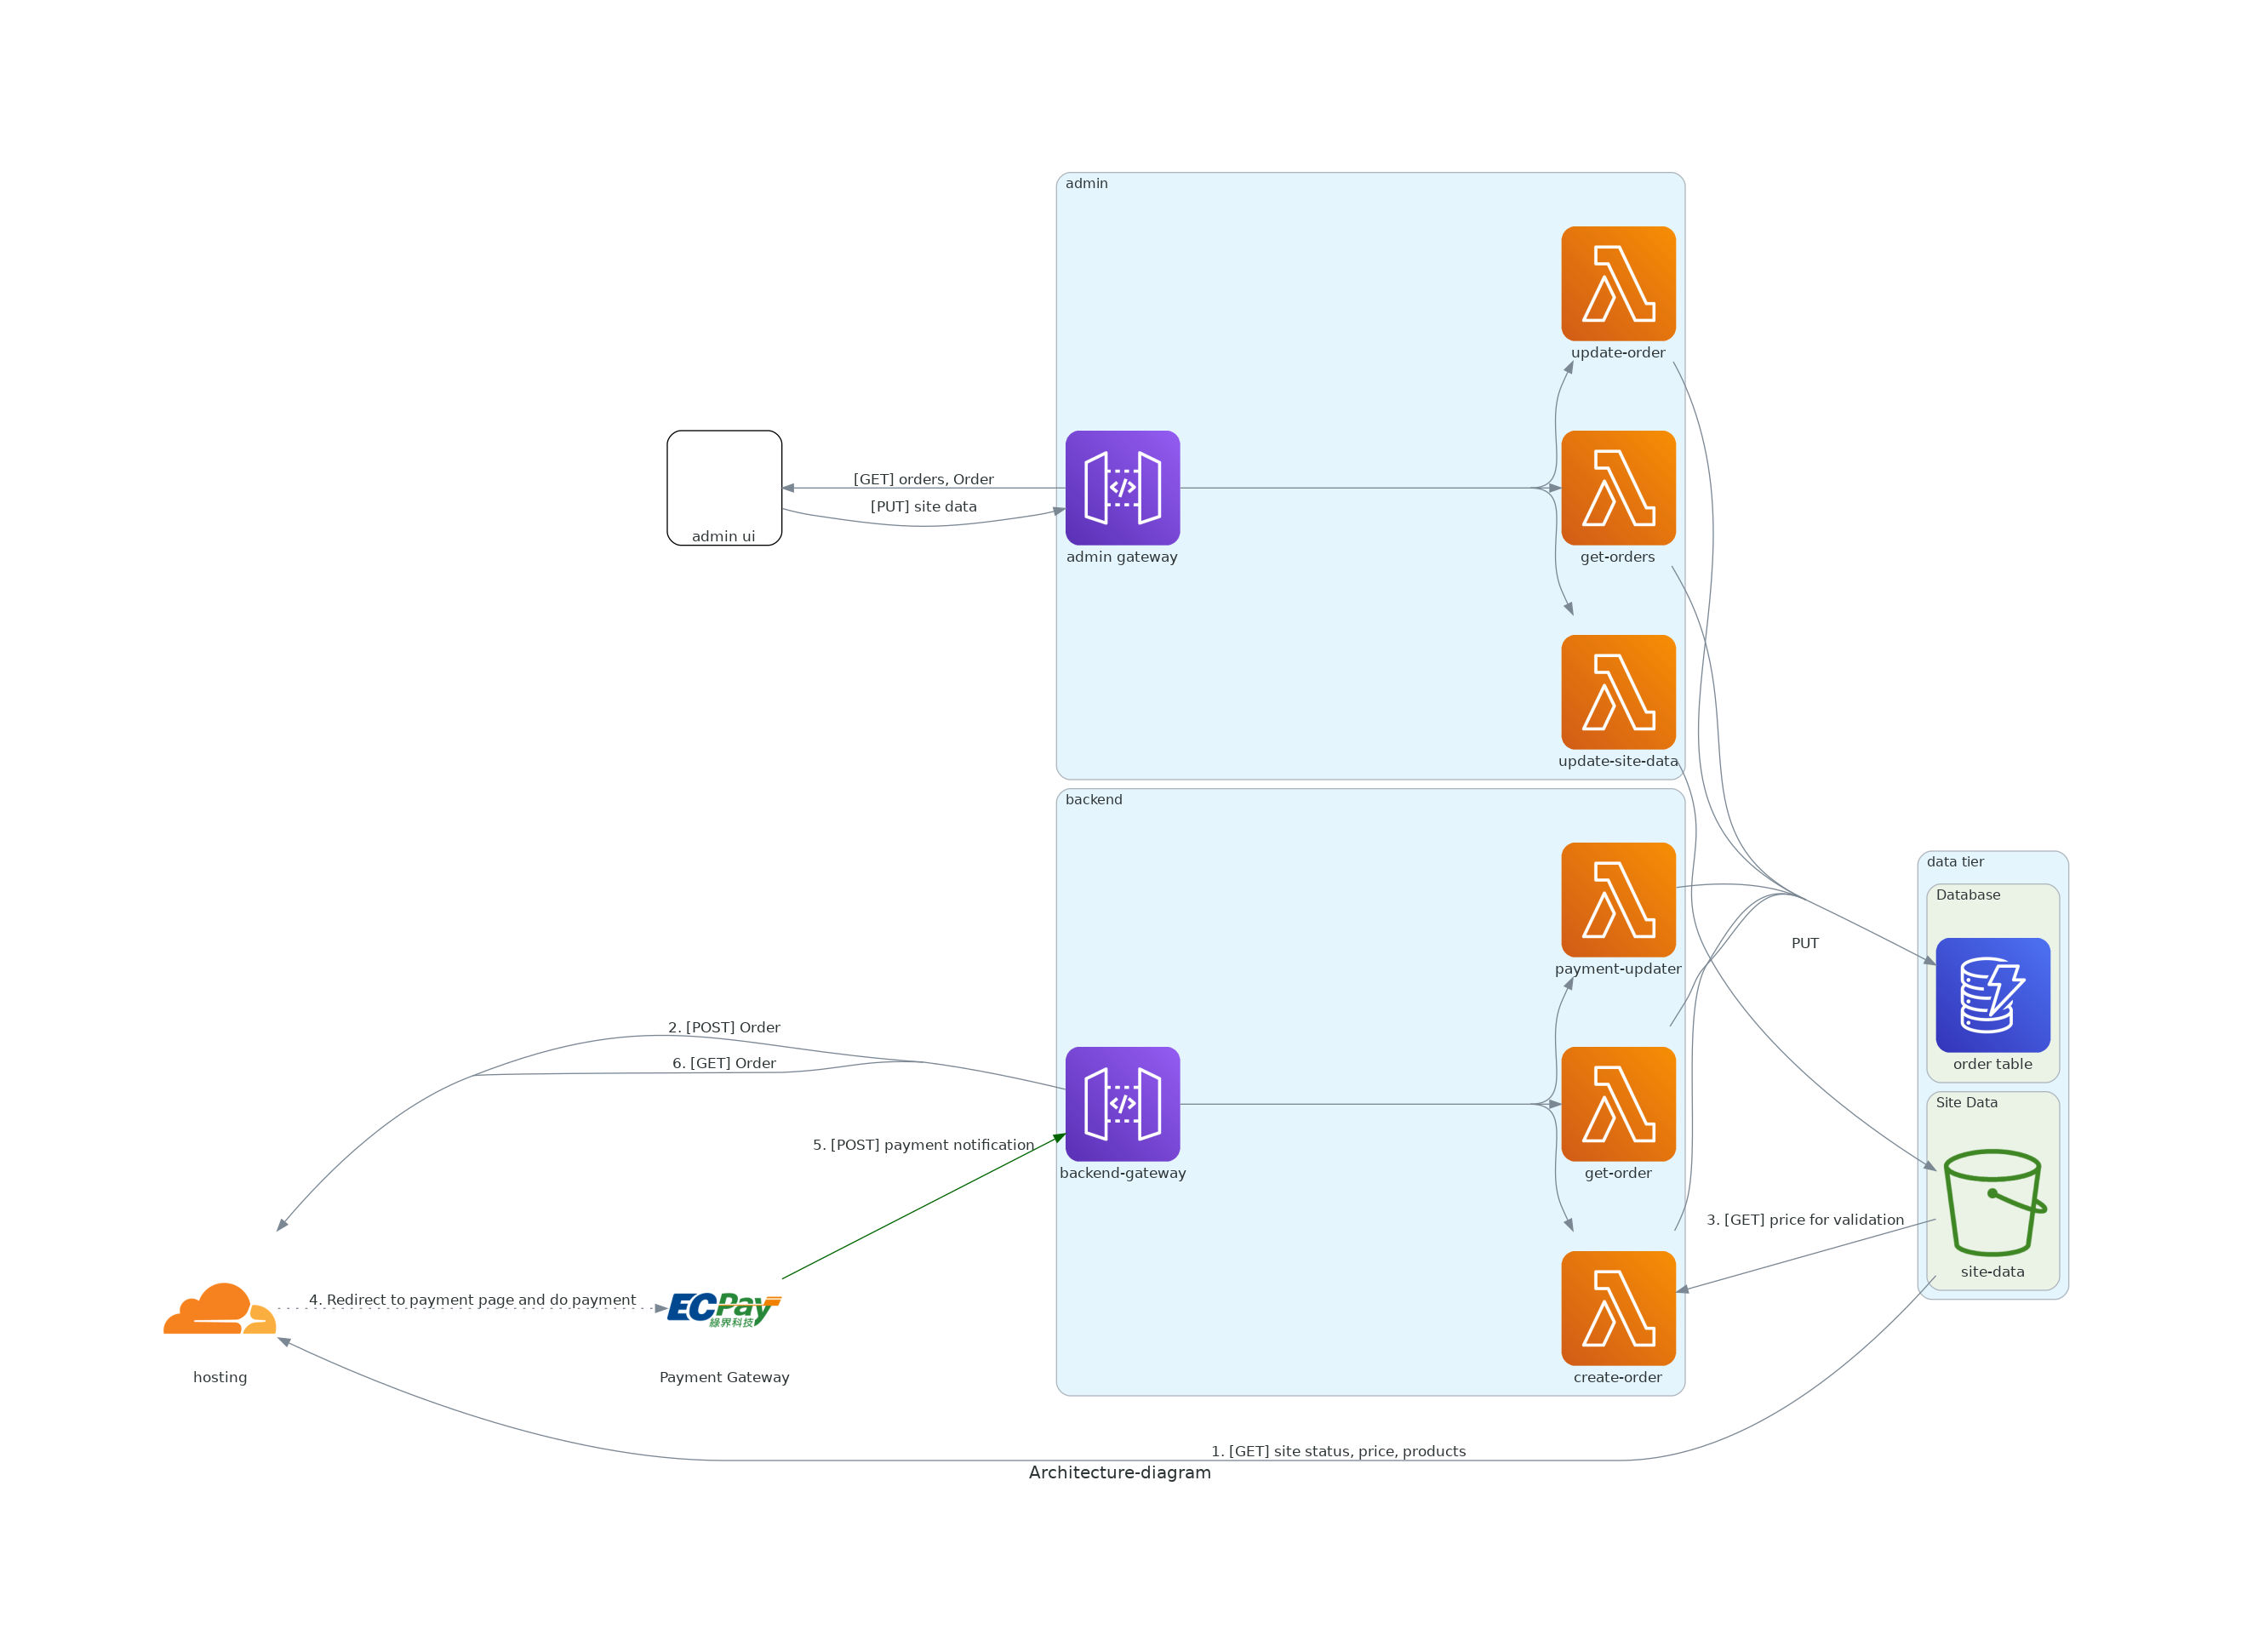 admin
update-order
[GET] orders, Order
[PUT] site data
admin ui
admin gateway
get-orders
update-site-data
backend
payment-updater
data tier
Database
PUT
order table
2. [POST] Order
6. [GET] Order
5. [POST] payment notification
backend-gateway
get-order
Site Data
3. [GET] price for validation
site-data
4. Redirect to payment page and do payment
ECPay
綠界科技
hosting
Payment Gateway
create-order
1. [GET] site status, price, products
Architecture-diagram